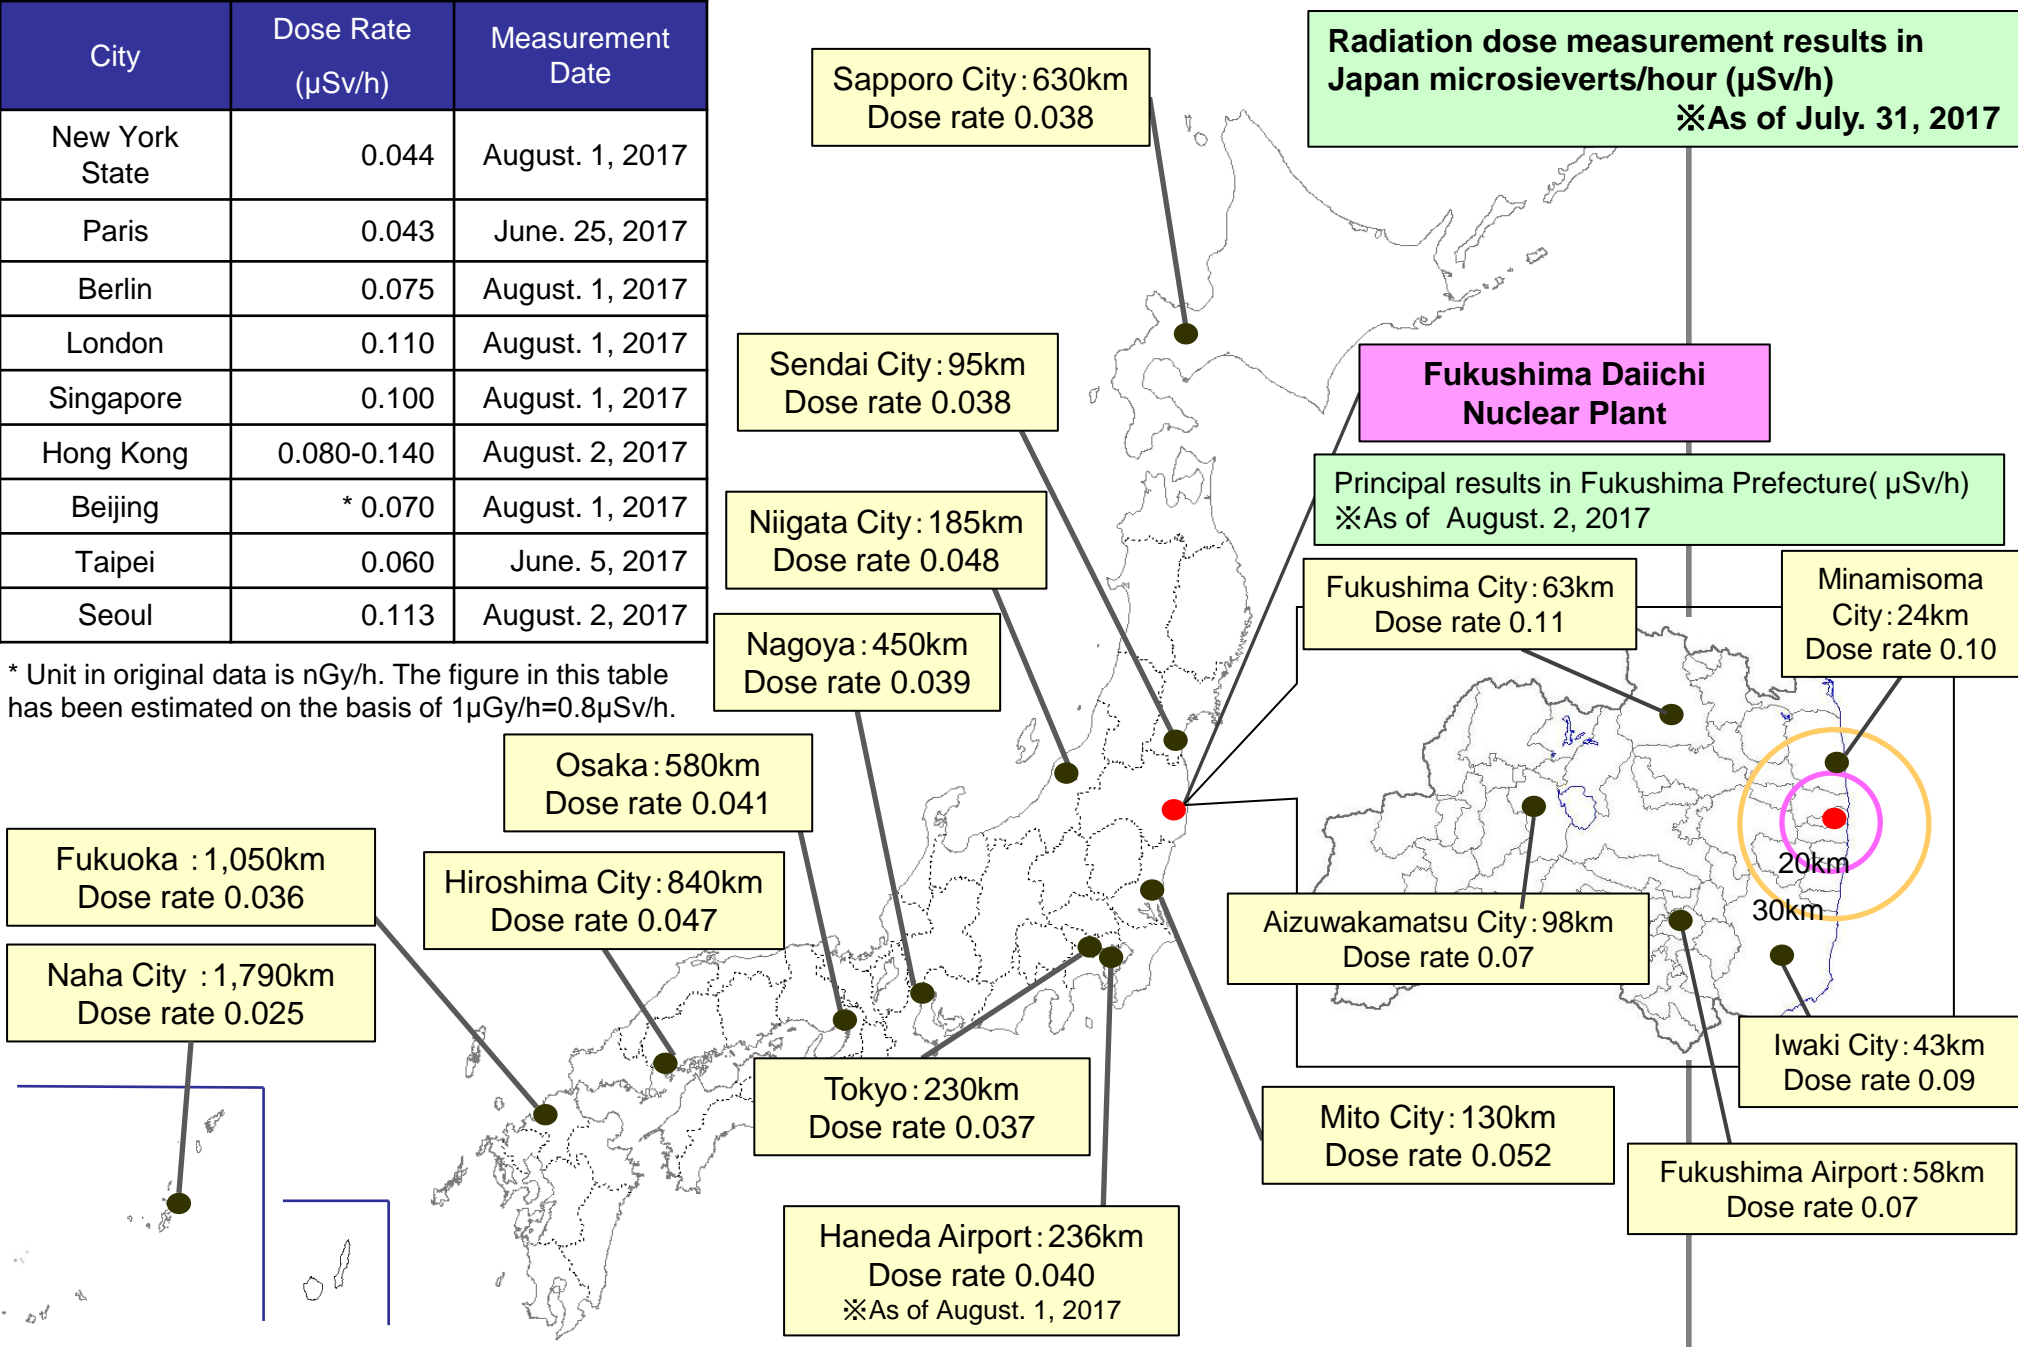 City
Dose Rate
(μSv/h)
Measurement
Date
New York
State
0.044
August. 1, 2017
Paris
0.043
June. 25, 2017
Berlin
0.075
August. 1, 2017
London
0.110
August. 1, 2017
Singapore
0.100
August. 1, 2017
Hong Kong
0.080-0.140
August. 2, 2017
Beijing
* 0.070
August. 1, 2017
Taipei
0.060
June. 5, 2017
Seoul
0.113
August. 2, 2017
* Unit in original data is nGy/h. The figure in this table
has been estimated on the basis of 1μGy/h=0.8μSv/h.
Radiation dose measurement results in
Japan microsieverts/hour (μSv/h)
※As of July. 31, 2017
Sapporo City：630km
Dose rate 0.038
Sendai City：95km
Dose rate 0.038
Niigata City：185km
Dose rate 0.048
Nagoya：450km
Dose rate 0.039
Osaka：580km
Dose rate 0.041
Hiroshima City：840km
Dose rate 0.047
Fukuoka ：1,050km
Dose rate 0.036
Naha City ：1,790km
Dose rate 0.025
Tokyo：230km
Dose rate 0.037
Haneda Airport：236km
Dose rate 0.040
※As of August. 1, 2017
Mito City：130km
Dose rate 0.052
Fukushima Daiichi
Nuclear Plant
Principal results in Fukushima Prefecture( μSv/h)
※As of  August. 2, 2017
Fukushima City：63km
Dose rate 0.11
Minamisoma
City：24km
Dose rate 0.10
20km
30km
Aizuwakamatsu City：98km
Dose rate 0.07
Iwaki City：43km
Dose rate 0.09
Fukushima Airport：58km
Dose rate 0.07